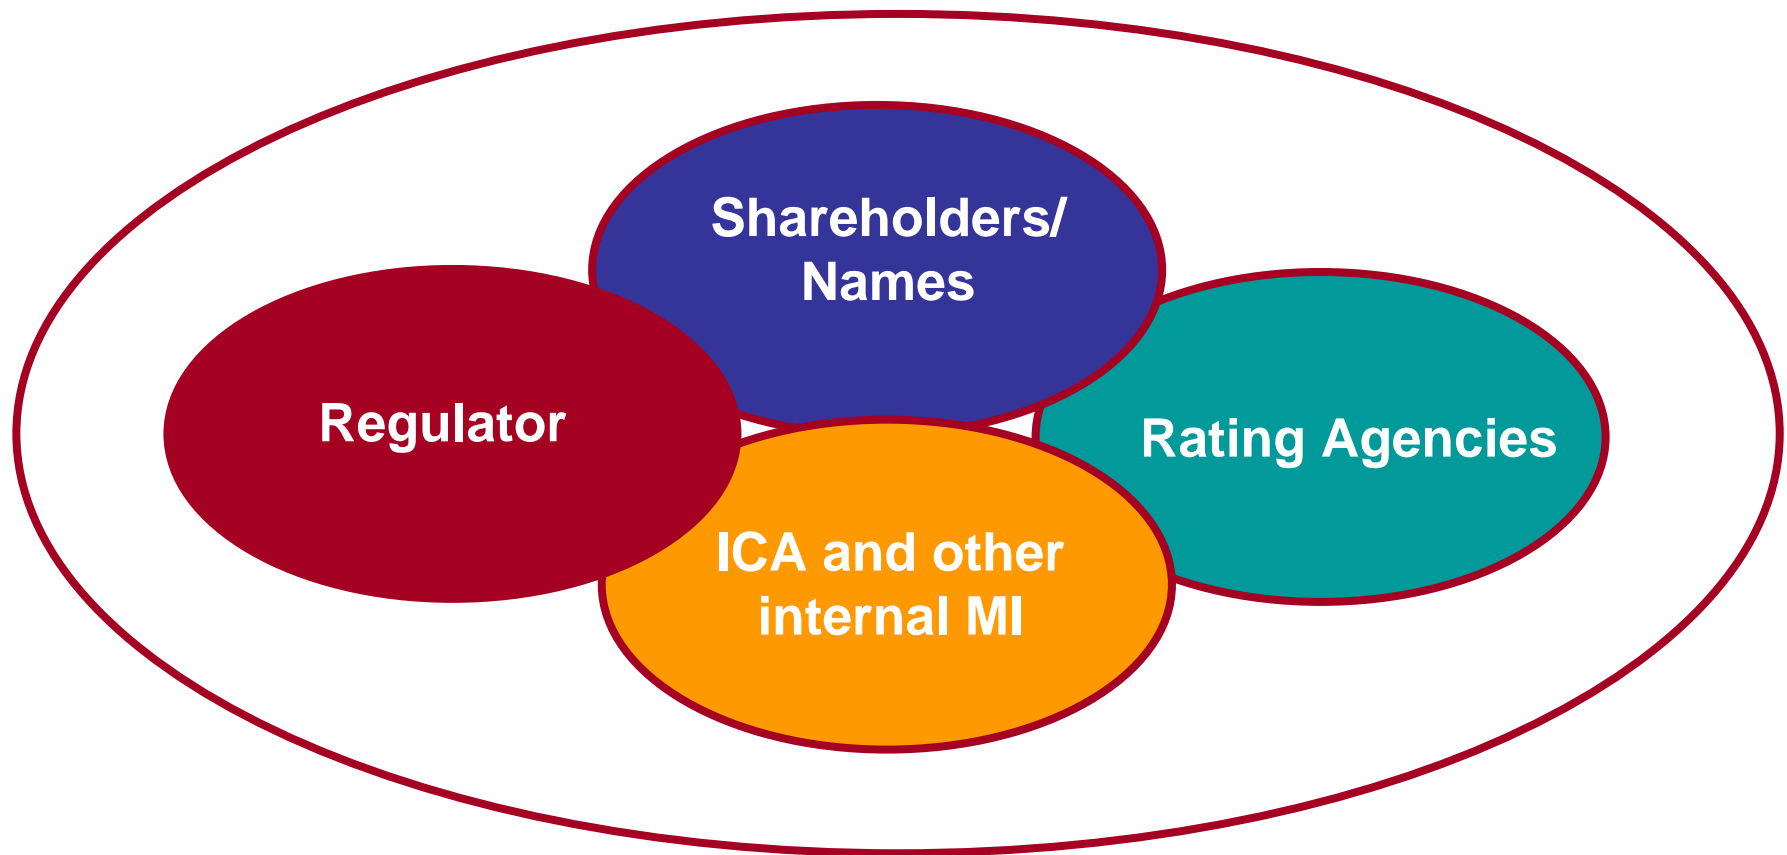 Shareholders/
Names
Regulator
Rating Agencies
ICA and other
internal MI